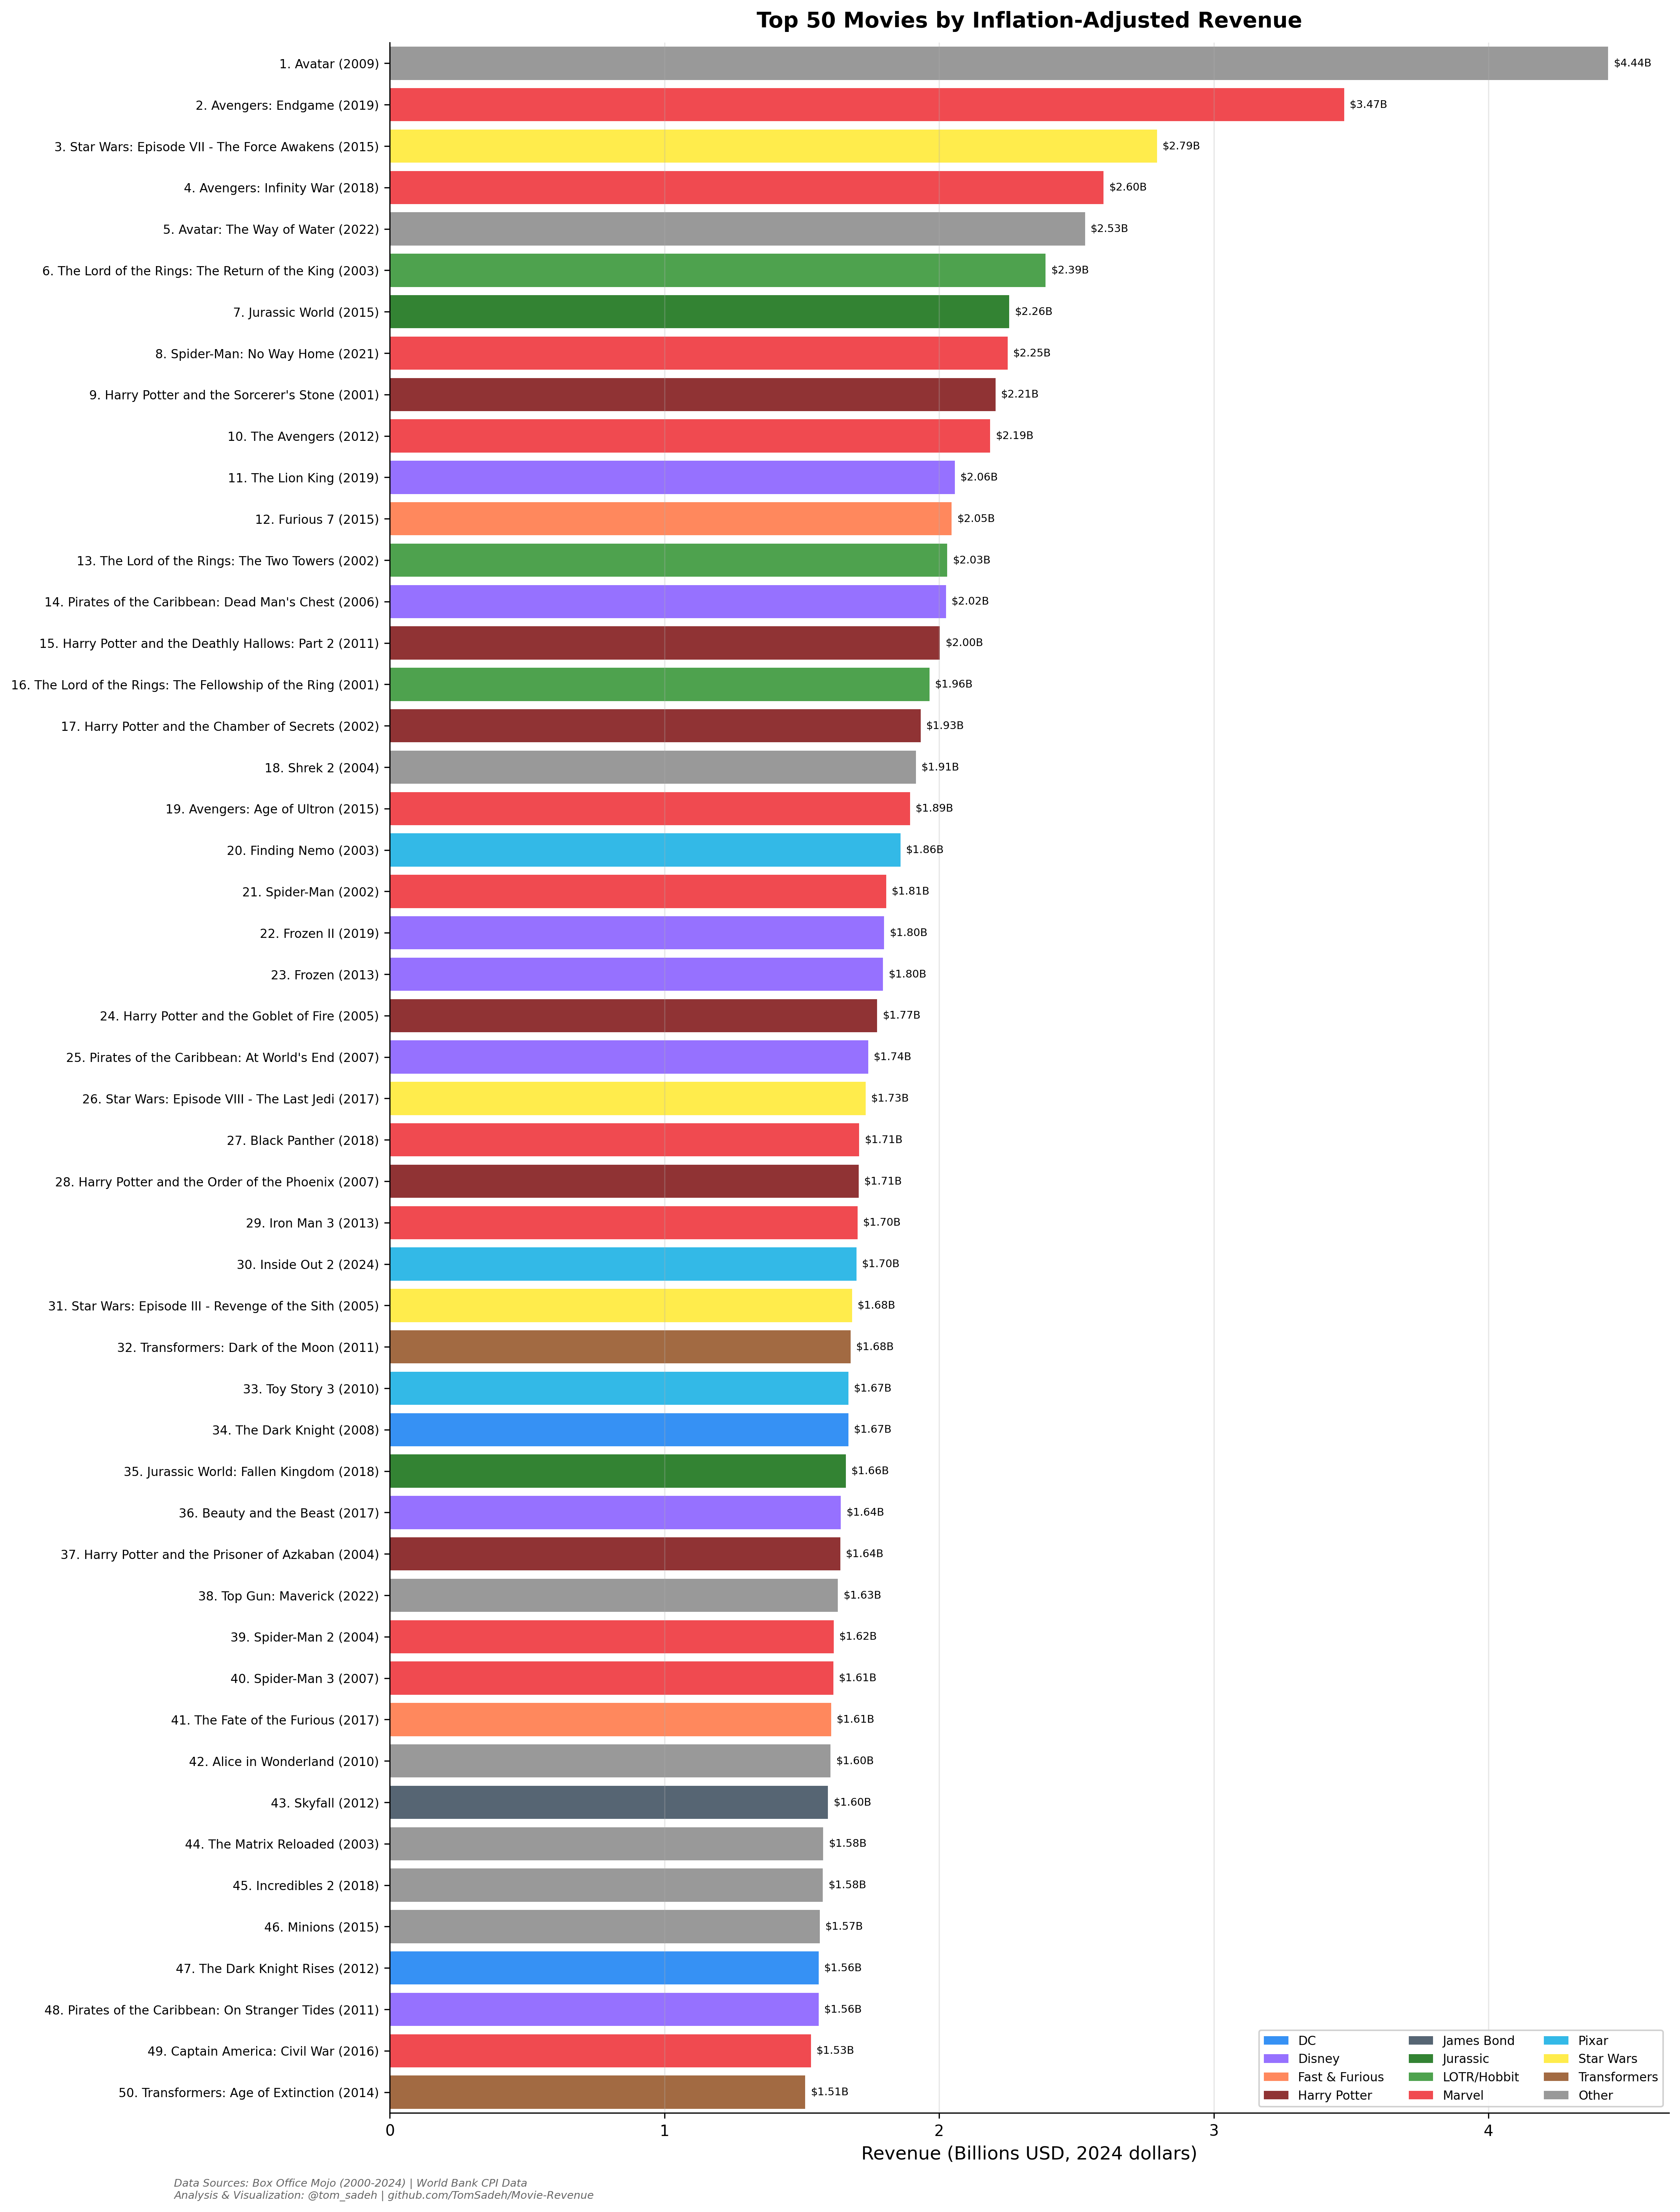 Top 50 Movies by Inflation-Adjusted Revenue
1. Avatar (2009) $4.44B
2. Avengers: Endgame (2019) $3.47B
3. Star Wars: Episode VII - The Force Awakens (2015) $2.79B
4. Avengers: Infinity War (2018) $2.60B
5. Avatar: The Way of Water (2022) $2.53B
6. The Lord of the Rings: The Return of the King (2003) $2.39B
7. Jurassic World (2015) $2.26B
8. Spider-Man: No Way Home (2021) $2.25B
9. Harry Potter and the Sorcerer's Stone (2001) $2.21B
10. The Avengers (2012) $2.19B
11. The Lion King (2019) $2.06B
12. Furious 7 (2015) $2.05B
13. The Lord of the Rings: The Two Towers (2002) $2.03B
14. Pirates of the Caribbean: Dead Man's Chest (2006) $2.02B
15. Harry Potter and the Deathly Hallows: Part 2 (2011) $2.00B
16. The Lord of the Rings: The Fellowship of the Ring (2001) $1.96B
17. Harry Potter and the Chamber of Secrets (2002) $1.93B
18. Shrek 2 (2004) $1.91B
19. Avengers: Age of Ultron (2015) $1.89B
20. Finding Nemo (2003) $1.86B
21. Spider-Man (2002) $1.81B
22. Frozen II (2019) $1.80B
23. Frozen (2013) $1.80B
24. Harry Potter and the Goblet of Fire (2005) $1.77B
25. Pirates of the Caribbean: At World's End (2007) $1.74B
26. Star Wars: Episode VIII - The Last Jedi (2017) $1.73B
27. Black Panther (2018) $1.71B
28. Harry Potter and the Order of the Phoenix (2007) $1.71B
29. Iron Man 3 (2013) $1.70B
30. Inside Out 2 (2024) $1.70B
31. Star Wars: Episode III - Revenge of the Sith (2005) $1.68B
32. Transformers: Dark of the Moon (2011) $1.68B
33. Toy Story 3 (2010) $1.67B
34. The Dark Knight (2008) $1.67B
35. Jurassic World: Fallen Kingdom (2018) $1.66B
36. Beauty and the Beast (2017) $1.64B
37. Harry Potter and the Prisoner of Azkaban (2004) $1.64B
38. Top Gun: Maverick (2022) $1.63B
39. Spider-Man 2 (2004) $1.62B
40. Spider-Man 3 (2007) $1.61B
41. The Fate of the Furious (2017) $1.61B
42. Alice in Wonderland (2010) $1.60B
43. Skyfall (2012) $1.60B
44. The Matrix Reloaded (2003) $1.58B
45. Incredibles 2 (2018) $1.58B
46. Minions (2015) $1.57B
47. The Dark Knight Rises (2012) $1.56B
48. Pirates of the Caribbean: On Stranger Tides (2011) $1.56B
49. Captain America: Civil War (2016) $1.53B
50. Transformers: Age of Extinction (2014) $1.51B
DC James Bond Pixar
Disney Jurassic Star Wars
Fast & Furious LOTR/Hobbit Transformers
Harry Potter Marvel Other
0 1 2 3 4
Revenue (Billions USD, 2024 dollars)
Data Sources: Box Office Mojo (2000-2024) | World Bank CPI Data
Analysis & Visualization: @tom_sadeh | github.com/TomSadeh/Movie-Revenue